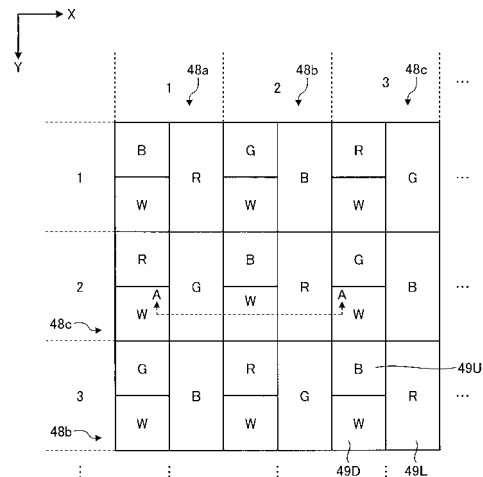 X
Y
48a 48b 48c
1 2 3 ...
B G R
1 R B G ...
W W W
R B G
2 A G R A B ...
W W W
48c
G R B 49U
3 B G R ...
48b W W W
49D 49L
⋮ ⋮ ⋮ ⋮